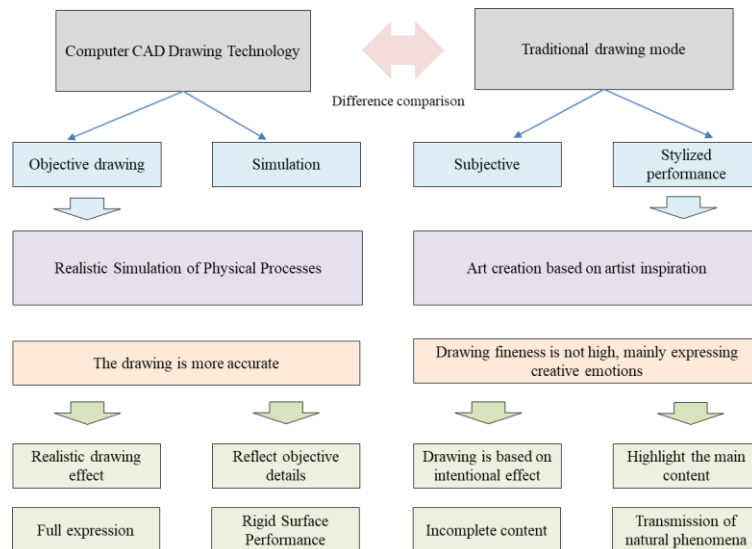 Computer CAD Drawing Technology
Traditional drawing mode
Difference comparison
Objective drawing
Simulation
Subjective
Stylized
performance
Realistic Simulation of Physical Processes
Art creation based on artist inspiration
The drawing is more accurate
Drawing fineness is not high, mainly expressing
creative emotions
Realistic drawing
effect
Reflect objective
details
Drawing is based on
intentional effect
Highlight the main
content
Full expression
Rigid Surface
Performance
Incomplete content
Transmission of
natural phenomena